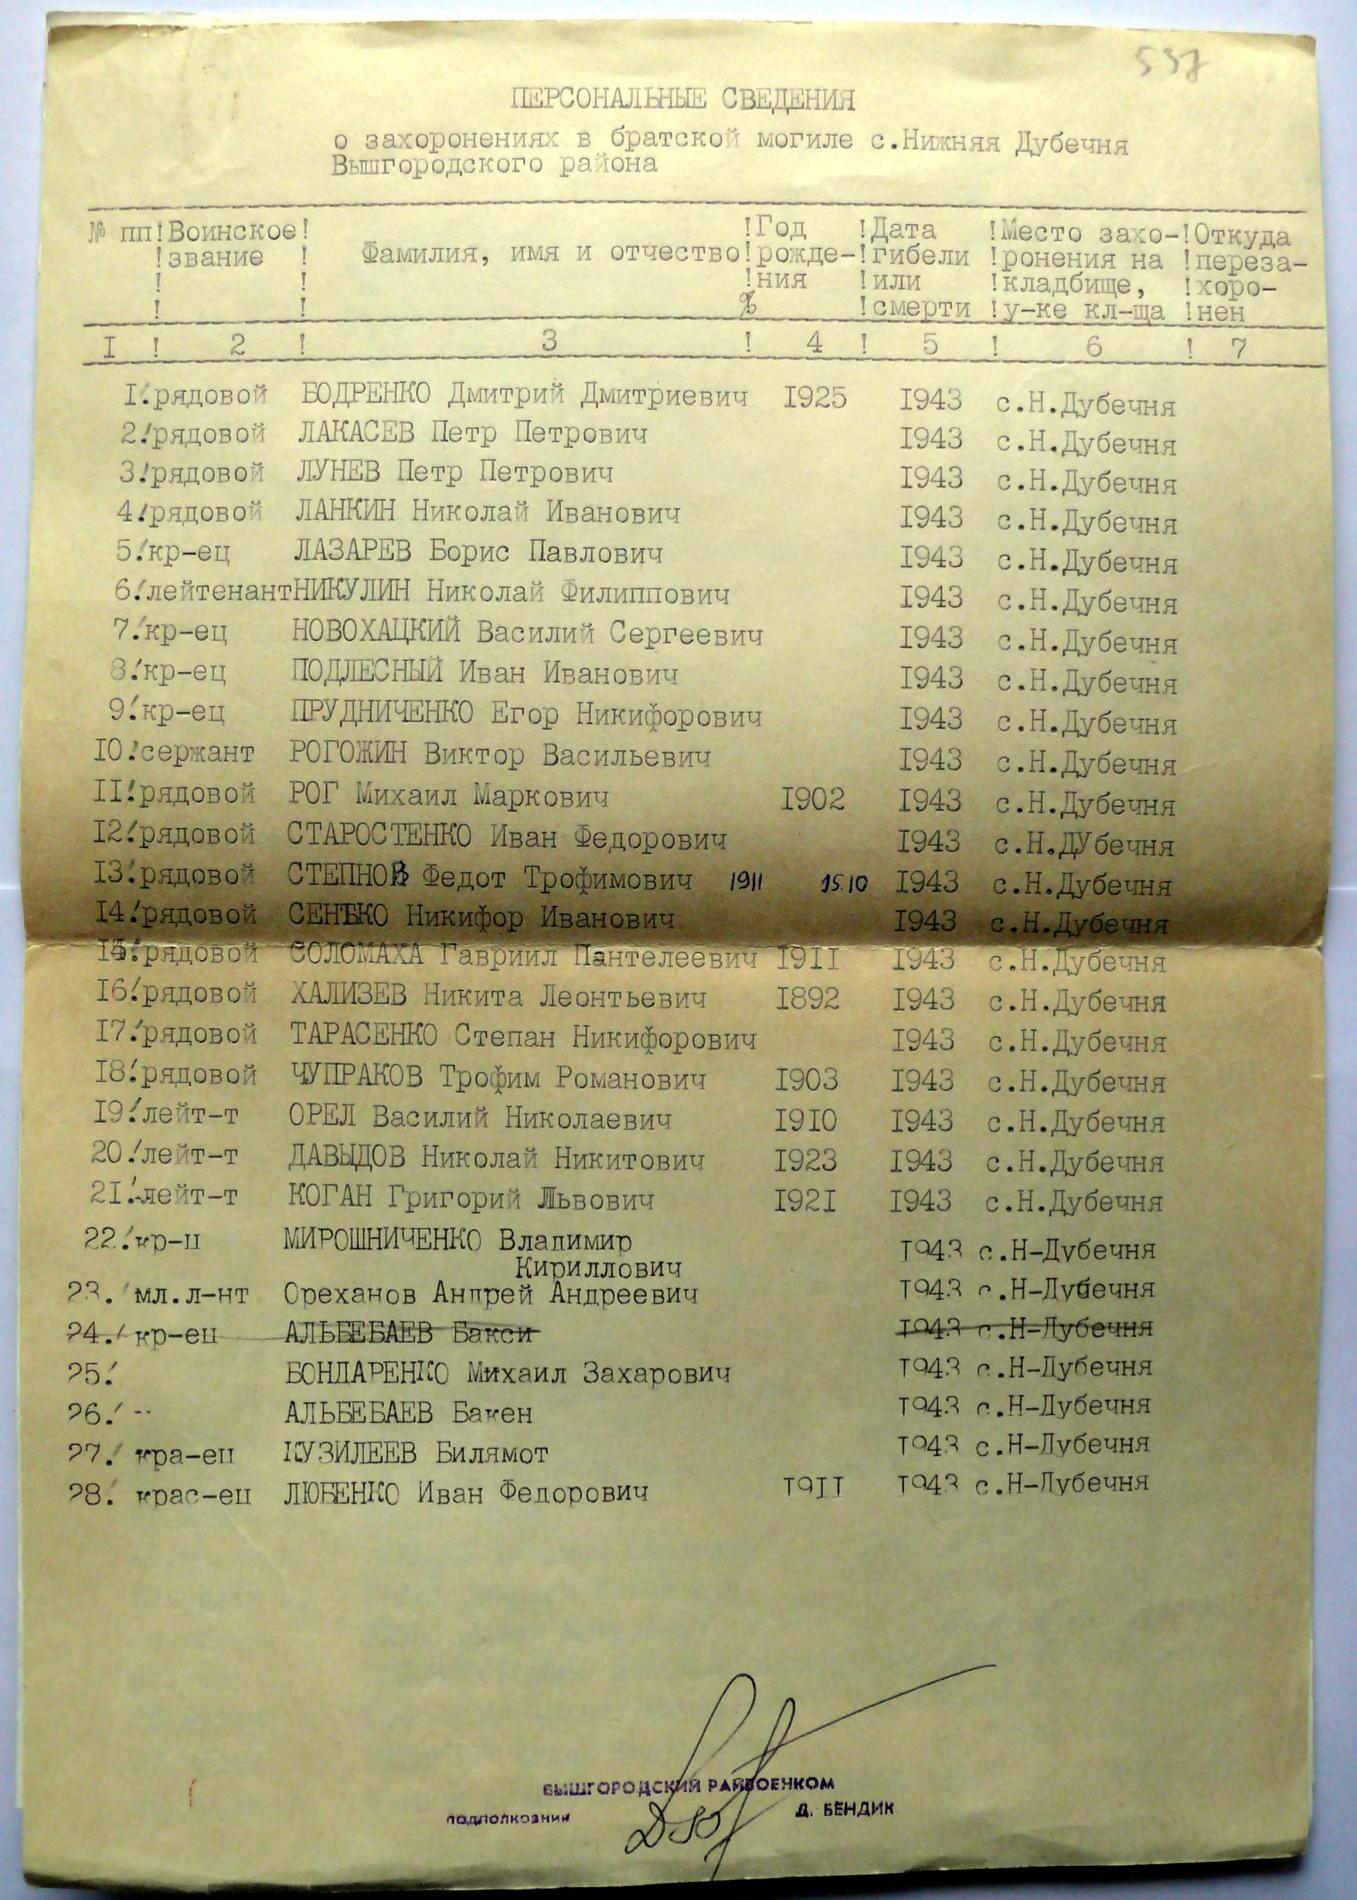 537
ПЕРСОНАЛЬНЫЕ СВЕДЕНИЯ
о захоронениях в братской могиле с.Нижняя Дубечня
Вышгородского района
№ пп!Воинское! !Год !Дата !Место захо-!Откуда
!звание ! Фамилия, имя и отчество!рожде-!гибели !ронения на !переза-
! ! !ния !или !кладбище, !хоро-
! ! !смерти !у-ке кл-ща !нен
I ! 2 ! 3 ! 4 ! 5 ! 6 ! 7
I. рядовой БОДРЕНКО Дмитрий Дмитриевич I925 I943 с.Н.Дубечня
2. рядовой ЛАКАСЕВ Петр Петрович I943 с.Н.Дубечня
3. рядовой ЛУНЕВ Петр Петрович I943 с.Н.Дубечня
4. рядовой ЛАНКИН Николай Иванович I943 с.Н.Дубечня
5. кр-ец ЛАЗАРЕВ Борис Павлович I943 с.Н.Дубечня
6. лейтенант НИКУЛИН Николай Филиппович I943 с.Н.Дубечня
7. кр-ец НОВОХАЦКИЙ Василий Сергеевич I943 с.Н.Дубечня
8. кр-ец ПОДЛЕСНЫЙ Иван Иванович I943 с.Н.Дубечня
9. кр-ец ПРУДНИЧЕНКО Егор Никифорович I943 с.Н.Дубечня
I0. сержант РОГОЖИН Виктор Васильевич I943 с.Н.Дубечня
II. рядовой РОГ Михаил Маркович I902 I943 с.Н.Дубечня
I2. рядовой СТАРОСТЕНКО Иван Федорович I943 с.Н.ДУбечня
I3. рядовой СТЕПНОВ Федот Трофимович 1911 15.10 I943 с.Н.Дубечня
I4. рядовой СЕНЬКО Никифор Иванович I943 с.Н.Дубечня
I5. рядовой СОЛОМАХА Гавриил Пантелеевич I9II I943 с.Н.Дубечня
I6. рядовой ХАЛИЗЕВ Никита Леонтьевич I892 I943 с.Н.Дубечня
I7. рядовой ТАРАСЕНКО Степан Никифорович I943 с.Н.Дубечня
I8. рядовой ЧУПРАКОВ Трофим Романович I903 I943 с.Н.Дубечня
I9. лейт-т ОРЕЛ Василий Николаевич I9I0 I943 с.Н.Дубечня
20. лейт-т ДАВЫДОВ Николай Никитович I923 I943 с.Н.Дубечня
2I. лейт-т КОГАН Григорий Львович I92I I943 с.Н.Дубечня
22. кр-ц МИРОШНИЧЕНКО Владимир I943 с.Н-Дубечня
Кириллович
23. мл.л-нт Ореханов Андрей Андреевич I943 с.Н-Дубечня
24. кр-ец АЛЬБЕБАЕВ Бакси I943 с.Н-Дубечня
25. БОНДАРЕНКО Михаил Захарович I943 с.Н-Дубечня
26. -- АЛЬБЕБАЕВ Бакен I943 с.Н-Дубечня
27. кра-ец КУЗИЛЕЕВ Билямот I943 с.Н-Дубечня
28. крас-ец ЛЮБЕНКО Иван Федорович I9II I943 с.Н-Дубечня
ВЫШГОРОДСКИЙ РАЙВОЕНКОМ
ПОДПОЛКОВНИК Д. БЕНДИК